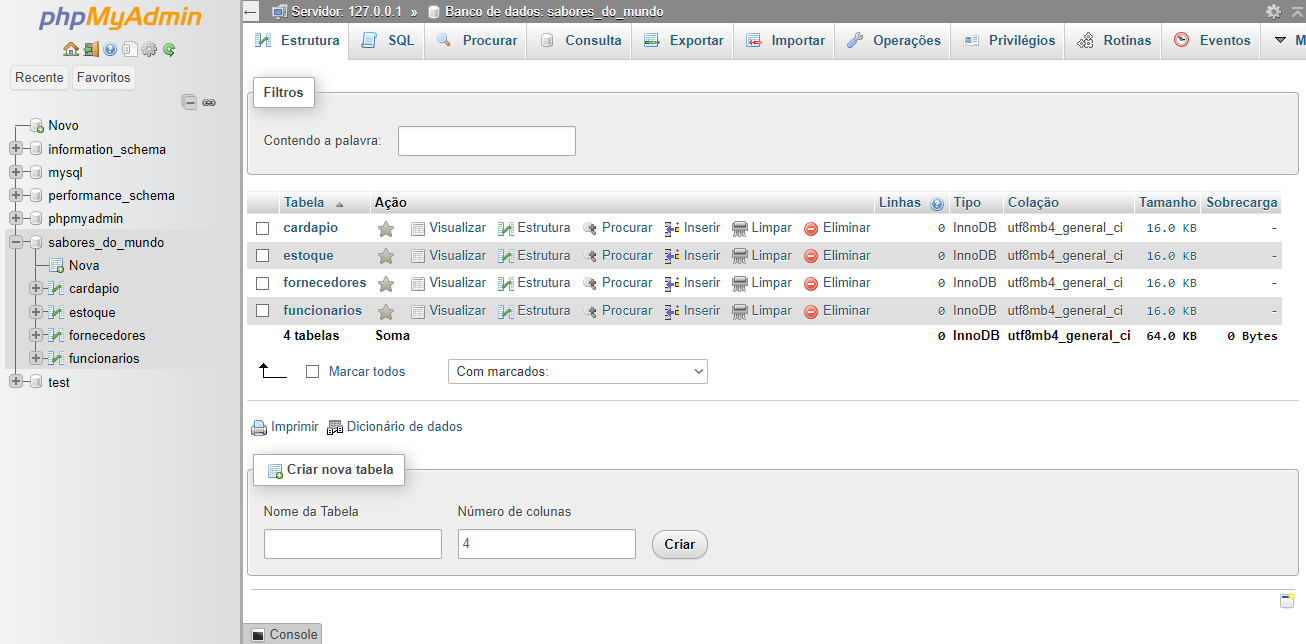 phpMyAdmin
Recente Favoritos
Novo
information_schema
mysql
performance_schema
phpmyadmin
sabores_do_mundo
Nova
cardapio
estoque
fornecedores
funcionarios
test
Servidor: 127.0.0.1 » Banco de dados: sabores_do_mundo
Estrutura SQL Procurar Consulta Exportar Importar Operações Privilégios Rotinas Eventos M
Filtros
Contendo a palavra:
Tabela Ação Linhas Tipo Colação Tamanho Sobrecarga
cardapio Visualizar Estrutura Procurar Inserir Limpar Eliminar 0 InnoDB utf8mb4_general_ci 16.0 KB -
estoque Visualizar Estrutura Procurar Inserir Limpar Eliminar 0 InnoDB utf8mb4_general_ci 16.0 KB -
fornecedores Visualizar Estrutura Procurar Inserir Limpar Eliminar 0 InnoDB utf8mb4_general_ci 16.0 KB -
funcionarios Visualizar Estrutura Procurar Inserir Limpar Eliminar 0 InnoDB utf8mb4_general_ci 16.0 KB -
4 tabelas Soma 0 InnoDB utf8mb4_general_ci 64.0 KB 0 Bytes
Marcar todos Com marcados:
Imprimir Dicionário de dados
Criar nova tabela
Nome da Tabela Número de colunas
4 Criar
Console